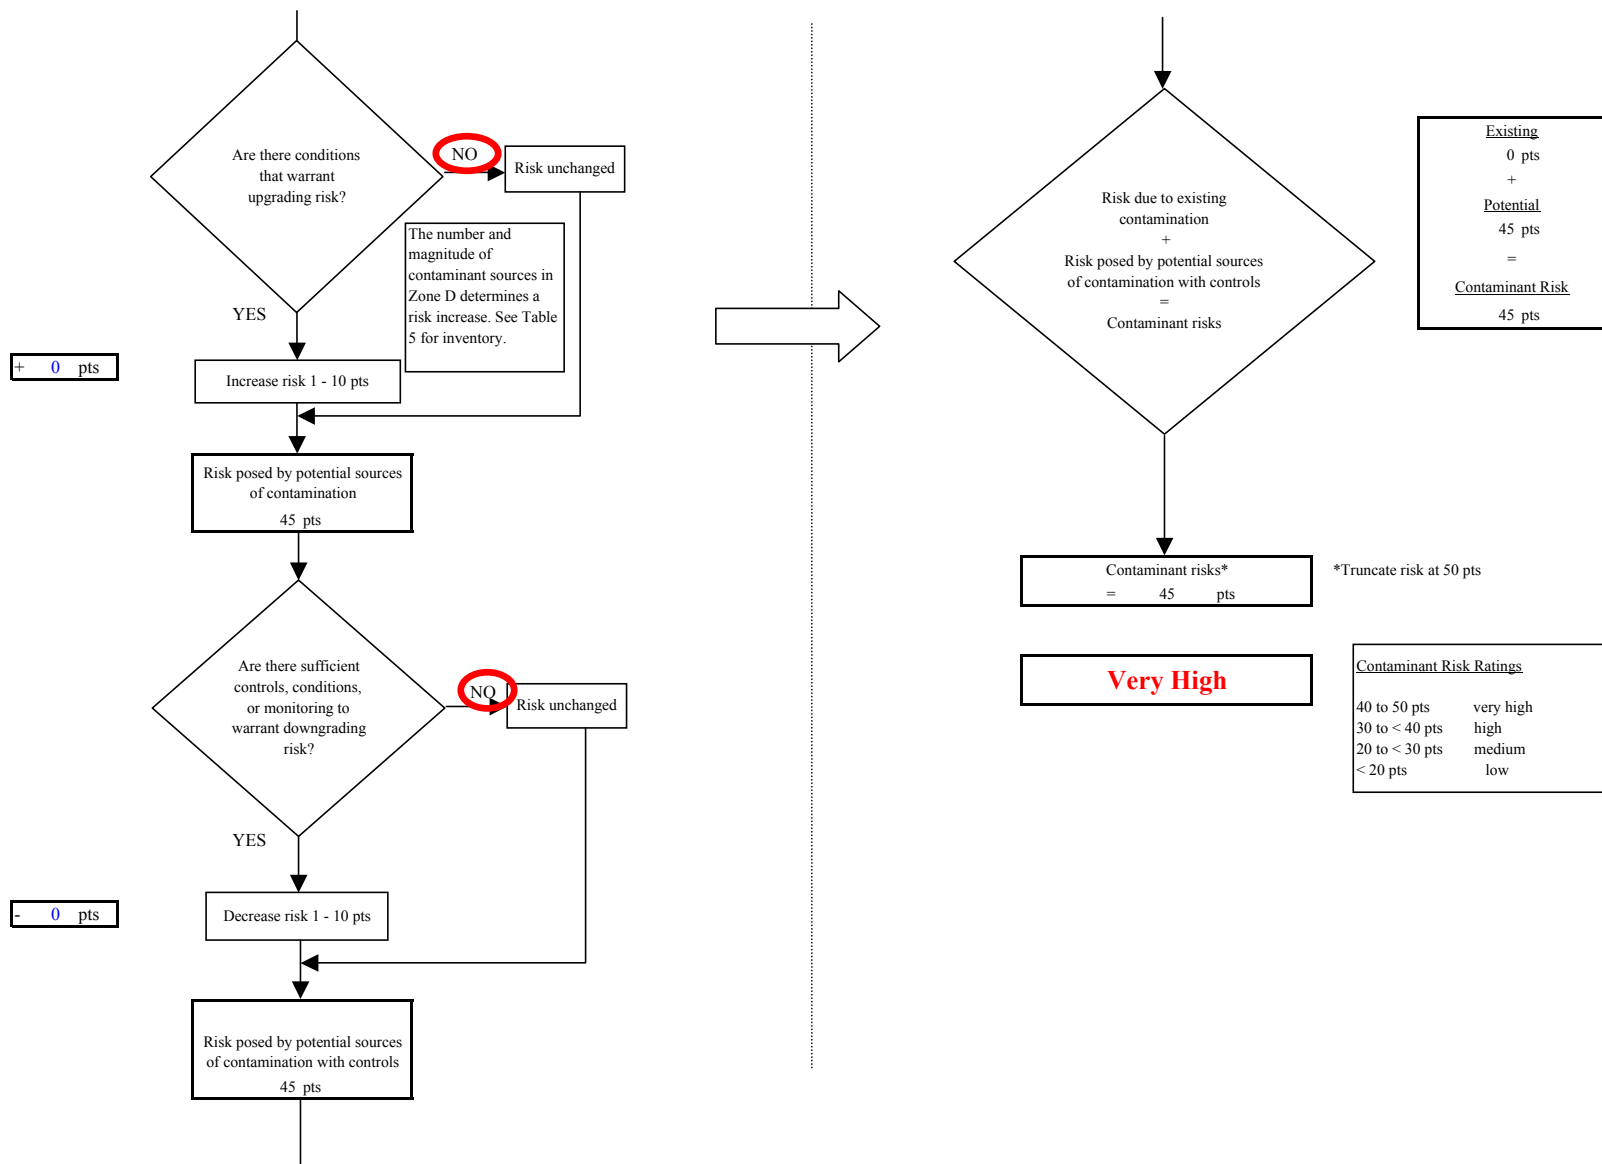 Are there conditions
that warrant
upgrading risk?
NO
Risk unchanged
The number and
magnitude of
contaminant sources in
Zone D determines a
risk increase. See Table
5 for inventory.
YES
+ 0 pts
Increase risk 1 - 10 pts
Risk posed by potential sources
of contamination
45 pts
Are there sufficient
controls, conditions,
or monitoring to
warrant downgrading
risk?
NO
Risk unchanged
YES
- 0 pts
Decrease risk 1 - 10 pts
Risk posed by potential sources
of contamination with controls
45 pts
Risk due to existing
contamination
+
Risk posed by potential sources
of contamination with controls
=
Contaminant risks
Existing
0 pts
+
Potential
45 pts
=
Contaminant Risk
45 pts
Contaminant risks*
= 45 pts
*Truncate risk at 50 pts
Very High
Contaminant Risk Ratings
40 to 50 pts very high
30 to < 40 pts high
20 to < 30 pts medium
< 20 pts low